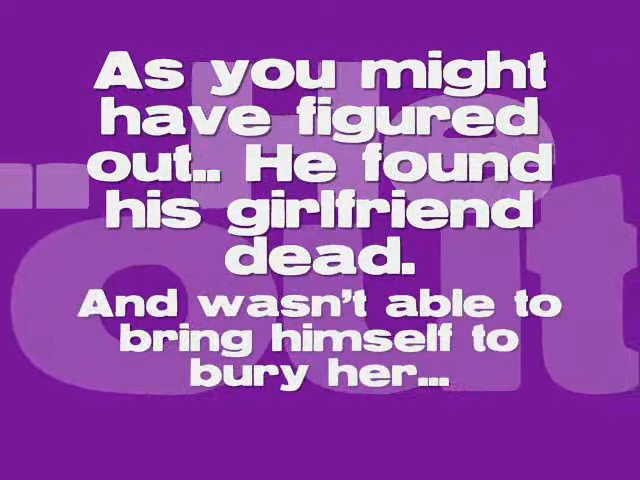 As you might
have figured
out.. He found
his girlfriend
dead.
And wasn't able to
bring himself to
bury her...